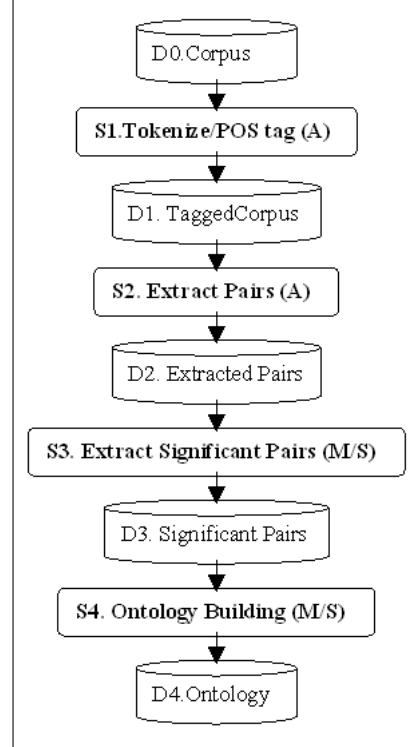 D0.Corpus
S1.Tokenize/POS tag (A)
D1. TaggedCorpus
S2. Extract Pairs (A)
D2. Extracted Pairs
S3. Extract Significant Pairs (M/S)
D3. Significant Pairs
S4. Ontology Building (M/S)
D4.Ontology